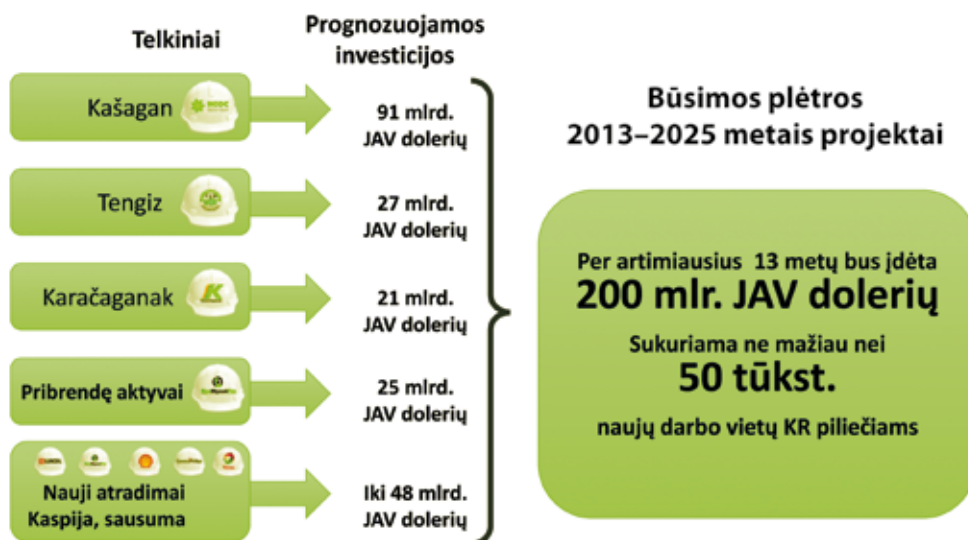 Telkiniai
Prognozuojamos
investicijos
Kašagan
91 mlrd.
JAV dolerių
Tengiz
27 mlrd.
JAV dolerių
Karačaganak
21 mlrd.
JAV dolerių
Pribrendę aktyvai
25 mlrd.
JAV dolerių
Nauji atradimai
Kaspija, sausuma
Iki 48 mlrd.
JAV dolerių
Būsimos plėtros
2013–2025 metais projektai
Per artimiausius 13 metų bus įdėta
200 mlr. JAV dolerių
Sukuriama ne mažiau nei
50 tūkst.
naujų darbo vietų KR piliečiams